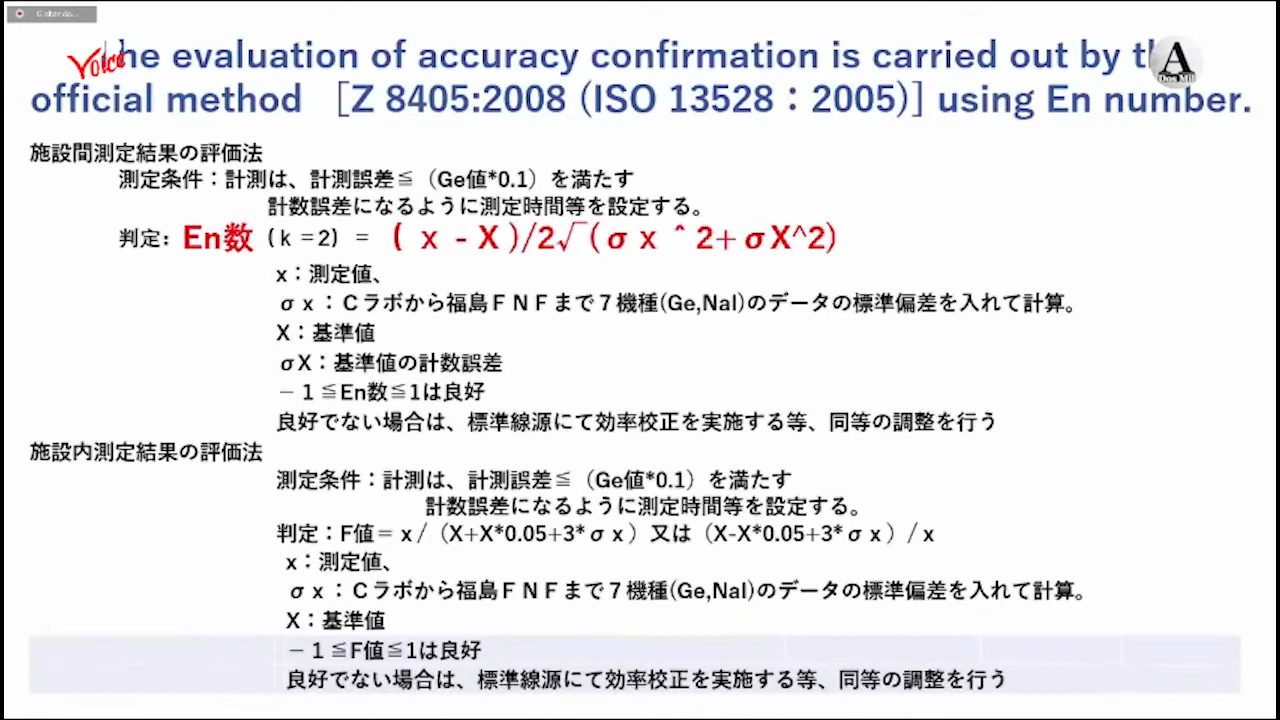 Voice
The evaluation of accuracy confirmation is carried out by the
A
Dos Mil
official method ［Z 8405:2008 (ISO 13528：2005)］using En number.
施設間測定結果の評価法
測定条件：計測は、計測誤差≦（Ge値*0.1）を満たす
計数誤差になるように測定時間等を設定する。
判定：En数（k =2）=（ x - X )/2√（σ x ＾2+ σX^2)
x：測定値、
σ x：Cラボから福島ＦＮＦまで７機種(Ge,NaI)のデータの標準偏差を入れて計算。
X：基準値
σX：基準値の計数誤差
－１≦En数≦1は良好
良好でない場合は、標準線源にて効率校正を実施する等、同等の調整を行う
施設内測定結果の評価法
測定条件：計測は、計測誤差≦（Ge値*0.1）を満たす
計数誤差になるように測定時間等を設定する。
判定：F値＝ x /（X+X*0.05+3* σ x ）又は（X-X*0.05+3* σ x ）/ x
x：測定値、
σ x：Cラボから福島ＦＮＦまで７機種(Ge,NaI)のデータの標準偏差を入れて計算。
X：基準値
－１≦F値≦1は良好
良好でない場合は、標準線源にて効率校正を実施する等、同等の調整を行う